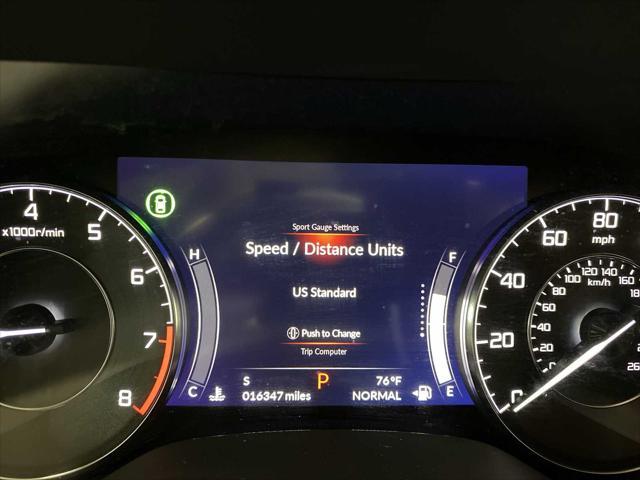 4
5
6
7
8
x1000r/min
H
C
Sport Gauge Settings
Speed / Distance Units
US Standard
Push to Change
Trip Computer
S
P
76°F
016347 miles
NORMAL
F
E
80
60
mph
40
20
0
120 140
100
160
km/h
80
60
40
20
0